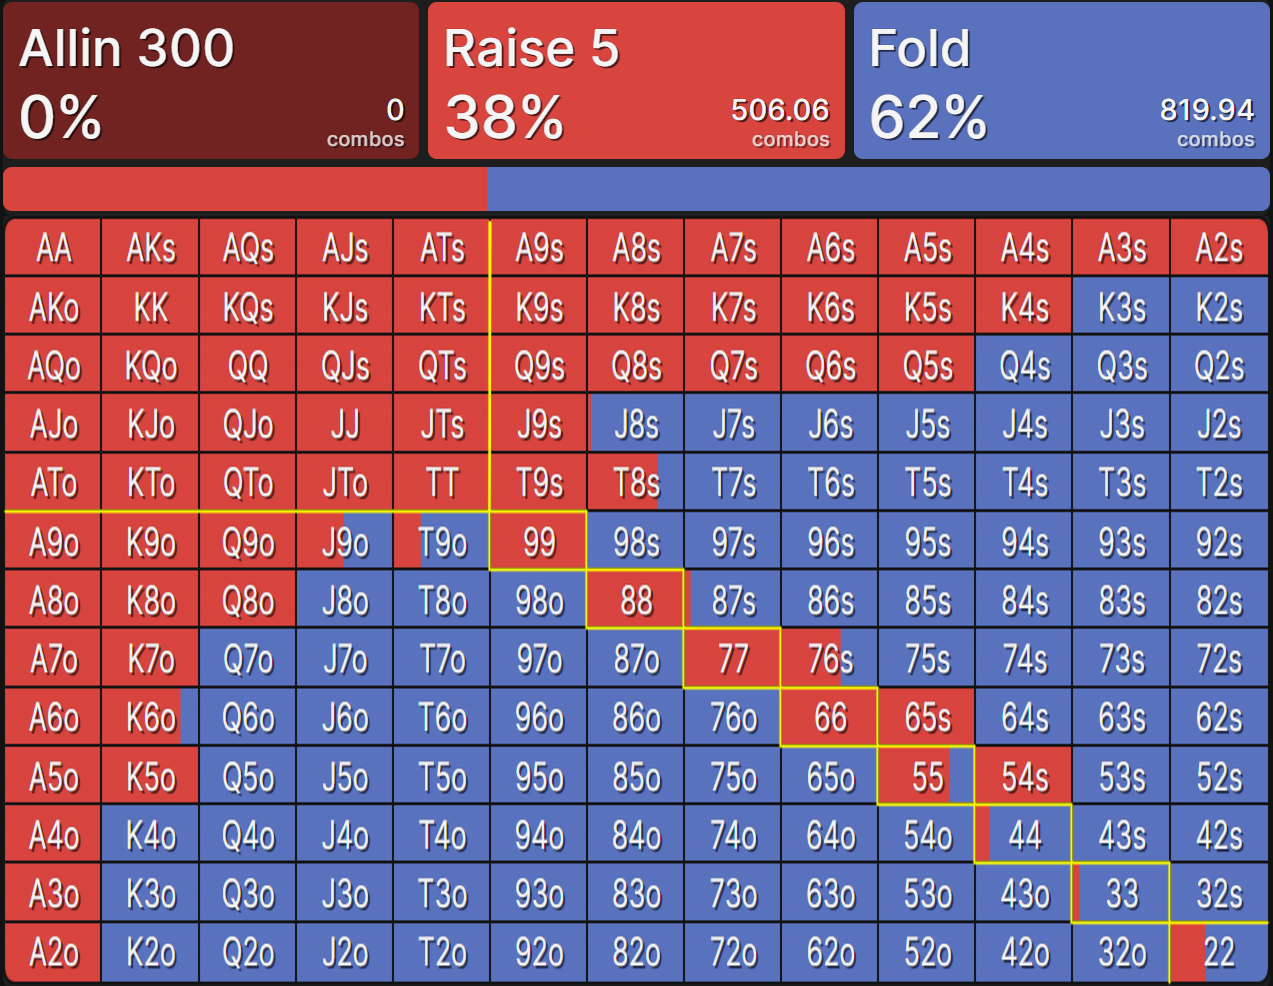 Allin 300 Raise 5 Fold
0% 0 38% 506.06 62% 819.94
combos combos combos
AA AKs AQs AJs ATs A9s A8s A7s A6s A5s A4s A3s A2s
AKo KK KQs KJs KTs K9s K8s K7s K6s K5s K4s K3s K2s
AQo KQo QQ QJs QTs Q9s Q8s Q7s Q6s Q5s Q4s Q3s Q2s
AJo KJo QJo JJ JTs J9s J8s J7s J6s J5s J4s J3s J2s
ATo KTo QTo JTo TT T9s T8s T7s T6s T5s T4s T3s T2s
A9o K9o Q9o J9o T9o 99 98s 97s 96s 95s 94s 93s 92s
A8o K8o Q8o J8o T8o 98o 88 87s 86s 85s 84s 83s 82s
A7o K7o Q7o J7o T7o 97o 87o 77 76s 75s 74s 73s 72s
A6o K6o Q6o J6o T6o 96o 86o 76o 66 65s 64s 63s 62s
A5o K5o Q5o J5o T5o 95o 85o 75o 65o 55 54s 53s 52s
A4o K4o Q4o J4o T4o 94o 84o 74o 64o 54o 44 43s 42s
A3o K3o Q3o J3o T3o 93o 83o 73o 63o 53o 43o 33 32s
A2o K2o Q2o J2o T2o 92o 82o 72o 62o 52o 42o 32o 22